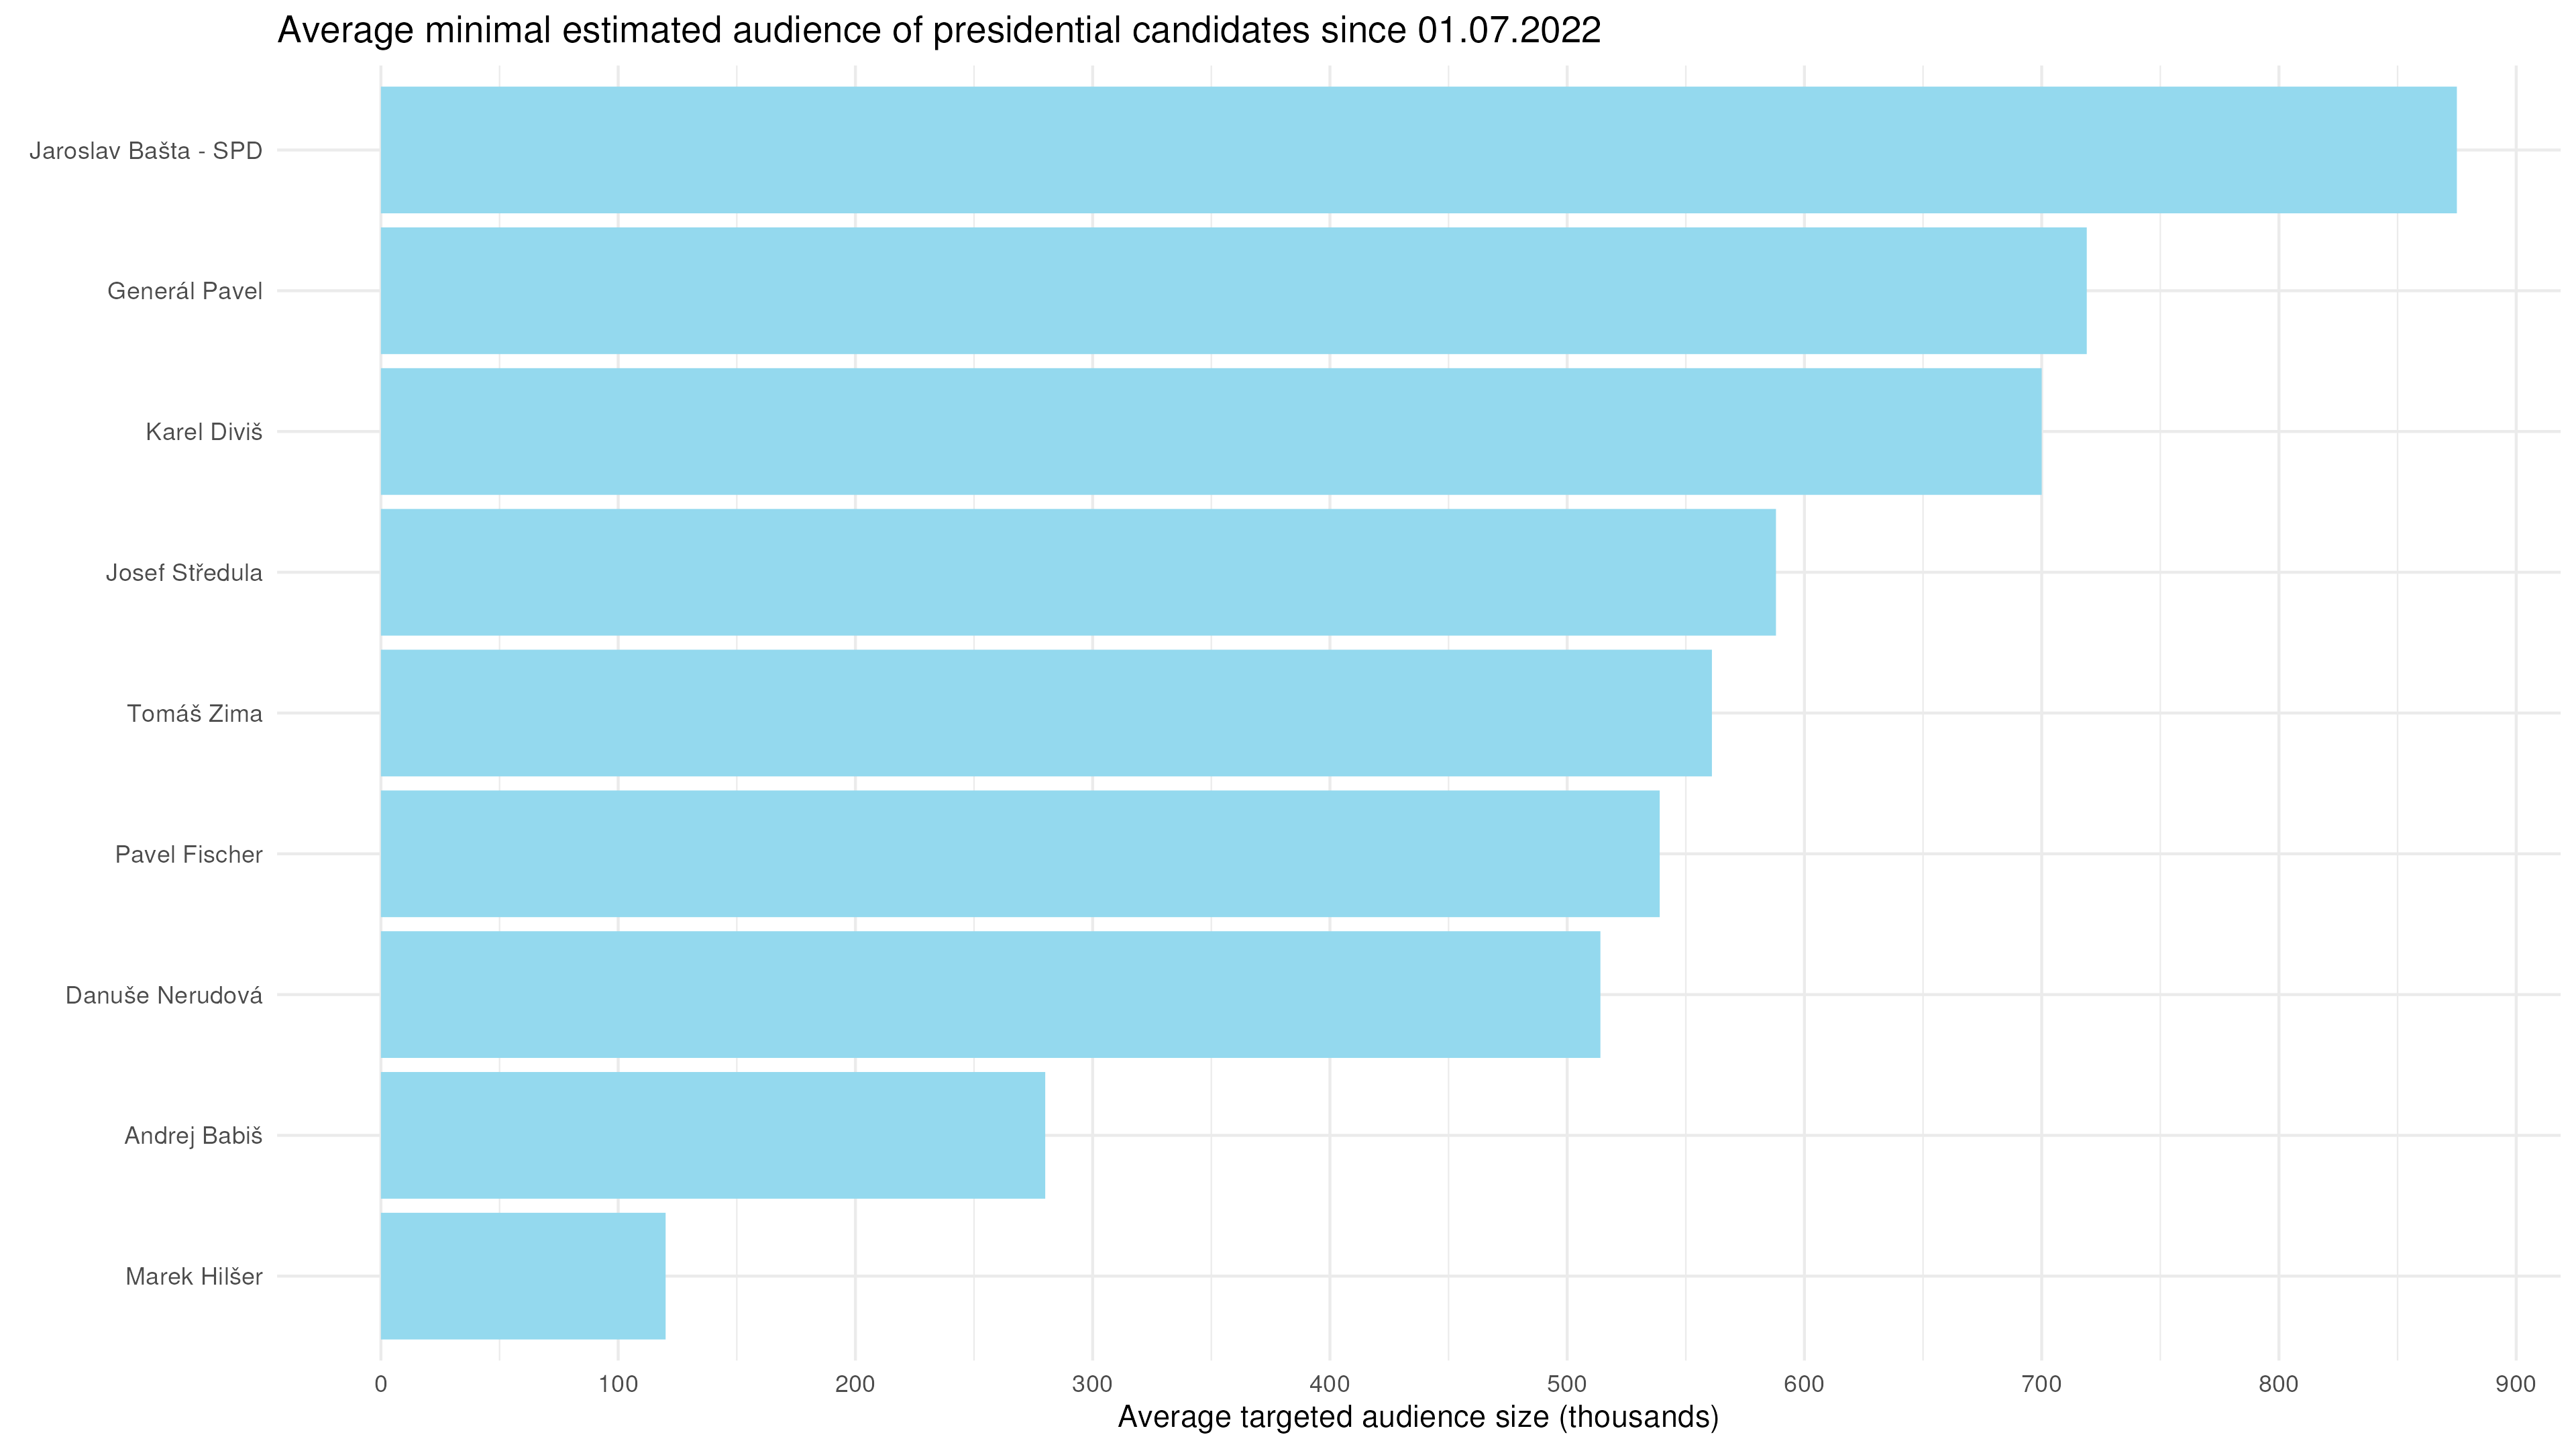 Average minimal estimated audience of presidential candidates since 01.07.2022
Jaroslav Bašta - SPD
Generál Pavel
Karel Diviš
Josef Středula
Tomáš Zima
Pavel Fischer
Danuše Nerudová
Andrej Babiš
Marek Hilšer
0 100 200 300 400 500 600 700 800 900
Average targeted audience size (thousands)